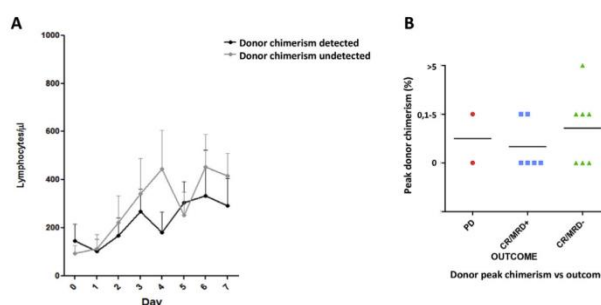 A
Donor chimerism detected
Donor chimerism undetected
Lymphocytes/µl
1000
800
600
400
200
0
1
2
3
4
5
6
7
Day
B
Peak donor chimerism (%)
>5
0,1-5
0
PD
CR/MRD+
CR/MRD-
OUTCOME
Donor peak chimerism vs outcome